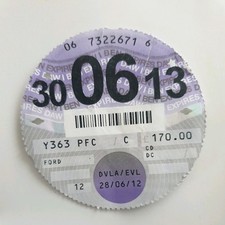 06 7322671 6
30 06 13
Y363 PFC C 170.00
FORD CD
DC
12 DVLA/EVL
28/06/12